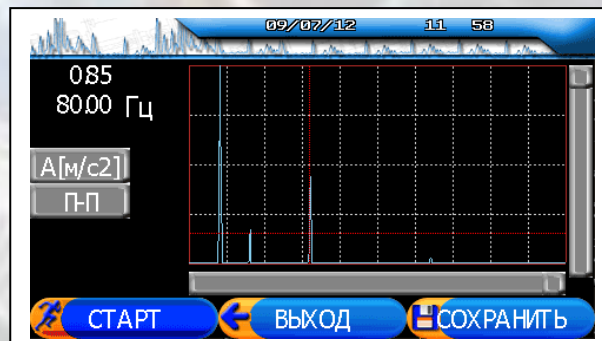 09/07/12 11 58
0.85
80.00 Гц
А[м/с2]
П-П
СТАРТ
ВЫХОД
СОХРАНИТЬ